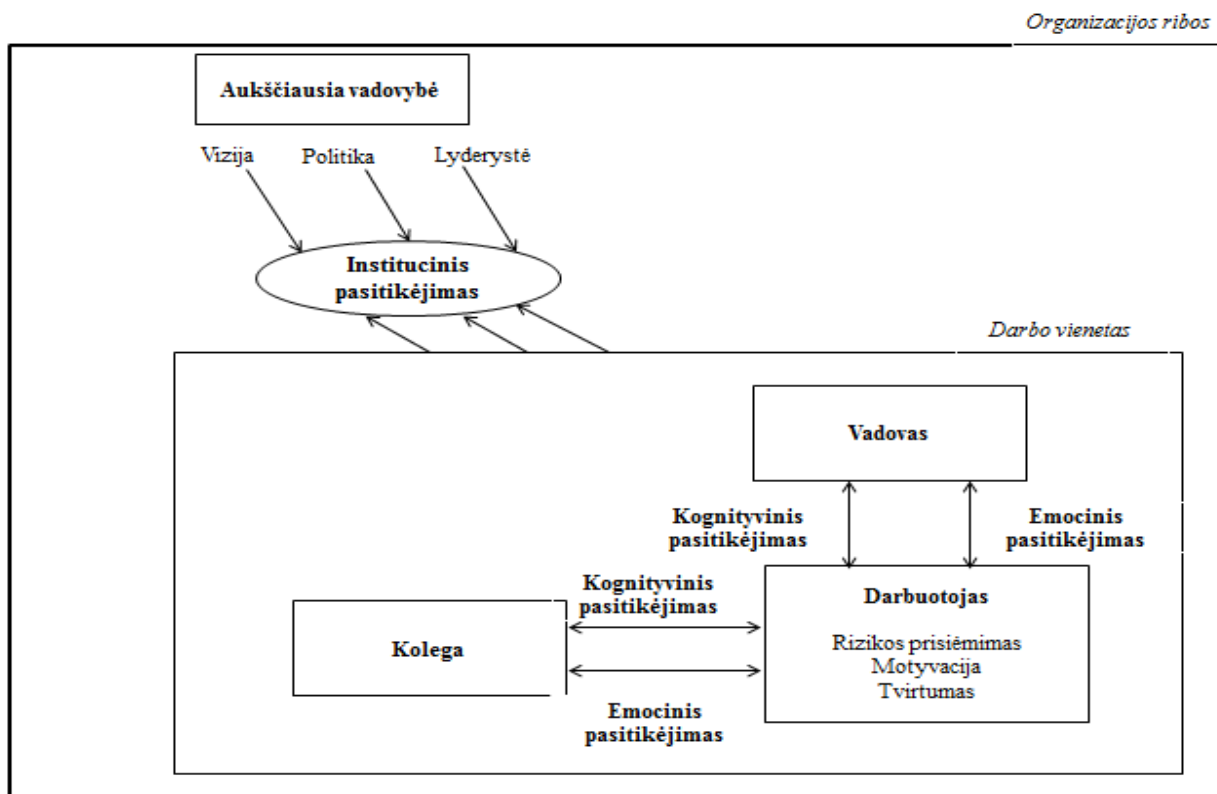 Organizacijos ribos
Aukščiausia vadovybė
Vizija
Politika
Lyderystė
Institucinis
pasitikėjimas
Darbo vienetas
Vadovas
Kognityvinis
pasitikėjimas
Emocinis
pasitikėjimas
Kognityvinis
pasitikėjimas
Darbuotojas
Rizikos prisiėmimas
Motyvacija
Tvirtumas
Kolega
Emocinis
pasitikėjimas